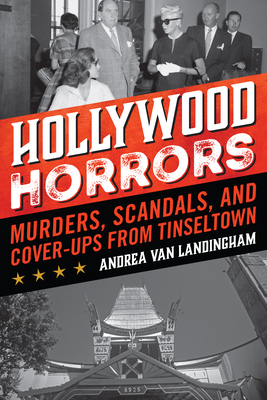 HOLLYWOOD
HORRORS
MURDERS, SCANDALS, AND
COVER-UPS FROM TINSELTOWN
ANDREA VAN LANDINGHAM